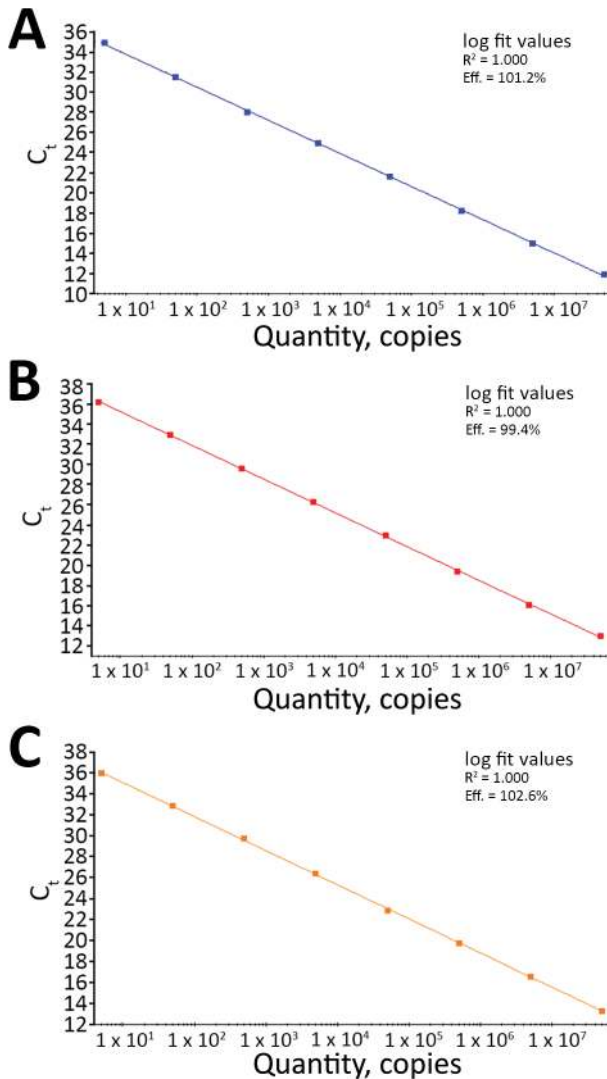 A
36
34
32
30
28
26
24
22
20
18
16
14
12
10
C_t
log fit values
R² = 1.000
Eff. = 101.2%
1 x 10¹ 1 x 10² 1 x 10³ 1 x 10⁴ 1 x 10⁵ 1 x 10⁶ 1 x 10⁷
Quantity, copies
B
38
36
34
32
30
28
26
24
22
20
18
16
14
12
C_t
log fit values
R² = 1.000
Eff. = 99.4%
1 x 10¹ 1 x 10² 1 x 10³ 1 x 10⁴ 1 x 10⁵ 1 x 10⁶ 1 x 10⁷
Quantity, copies
C
38
36
34
32
30
28
26
24
22
20
18
16
14
12
C_t
log fit values
R² = 1.000
Eff. = 102.6%
1 x 10¹ 1 x 10² 1 x 10³ 1 x 10⁴ 1 x 10⁵ 1 x 10⁶ 1 x 10⁷
Quantity, copies